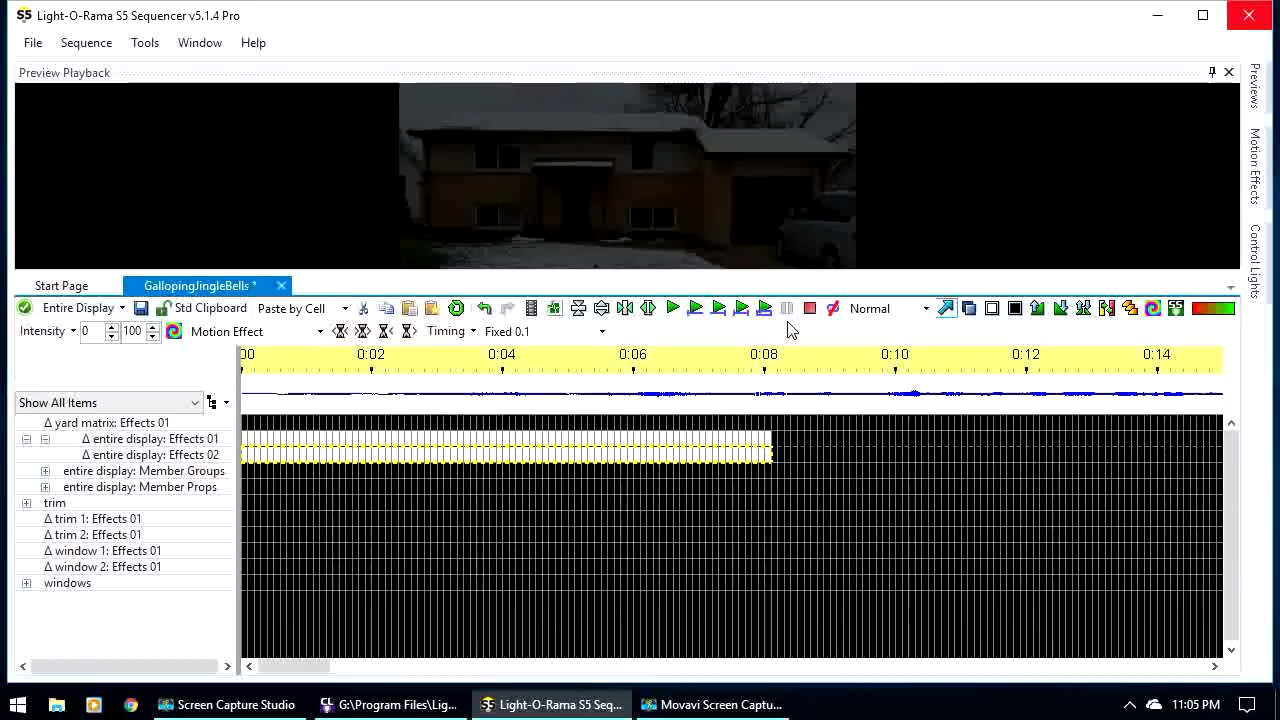 S5 Light-O-Rama S5 Sequencer v5.1.4 Pro
File Sequence Tools Window Help
Preview Playback
Previews
Motion Effects
Control Lights
Start Page GallopingJingleBells *
Entire Display Std Clipboard Paste by Cell Normal
Intensity 0 100 Motion Effect Timing Fixed 0.1
00 0:02 0:04 0:06 0:08 0:10 0:12 0:14
Show All Items
Δ yard matrix: Effects 01
Δ entire display: Effects 01
Δ entire display: Effects 02
entire display: Member Groups
entire display: Member Props
trim
Δ trim 1: Effects 01
Δ trim 2: Effects 01
Δ window 1: Effects 01
Δ window 2: Effects 01
windows
Screen Capture Studio G:\Program Files\Lig... S5 Light-O-Rama S5 Seq... Movavi Screen Captu... 11:05 PM